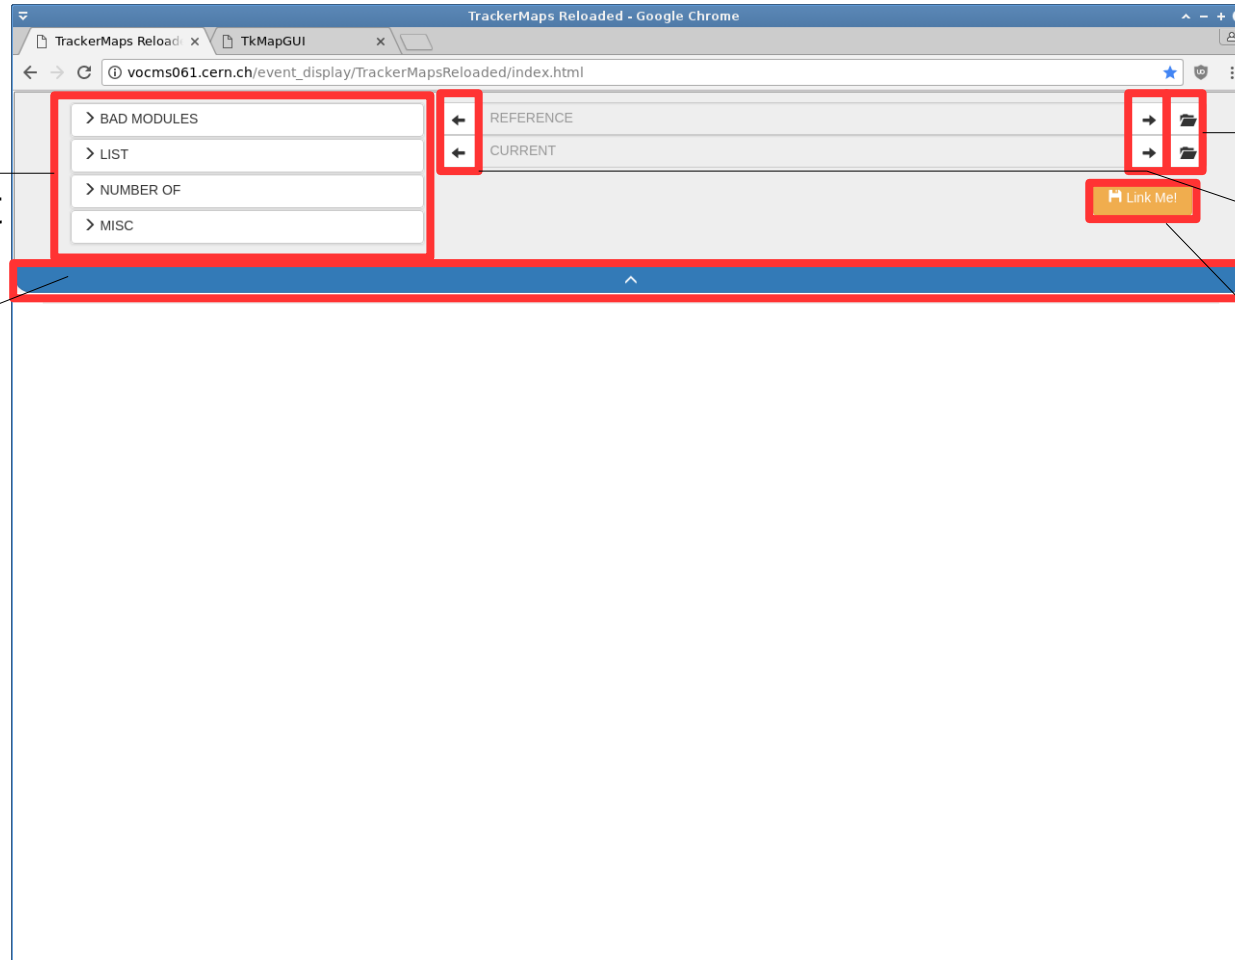 TrackerMaps Reloaded - Google Chrome
TrackerMaps Reload
TkMapGUI
vocms061.cern.ch/event_display/TrackerMapsReloaded/index.html
BAD MODULES
LIST
NUMBER OF
MISC
REFERENCE
CURRENT
Link Me!